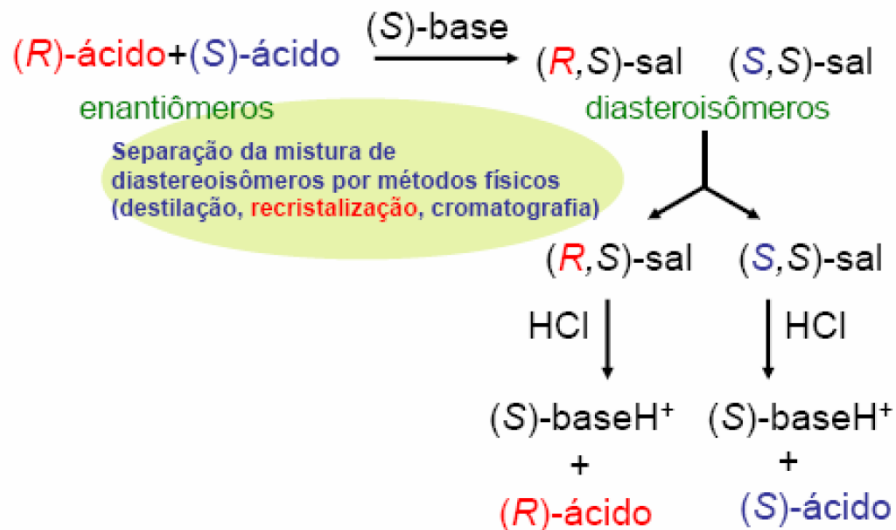 (R)-ácido+(S)-ácido (S)-base (R,S)-sal (S,S)-sal
enantiômeros diasteroisômeros
Separação da mistura de
diastereoisômeros por métodos físicos
(destilação, recristalização, cromatografia)
(R,S)-sal (S,S)-sal
HCl HCl
(S)-baseH⁺ (S)-baseH⁺
+ +
(R)-ácido (S)-ácido